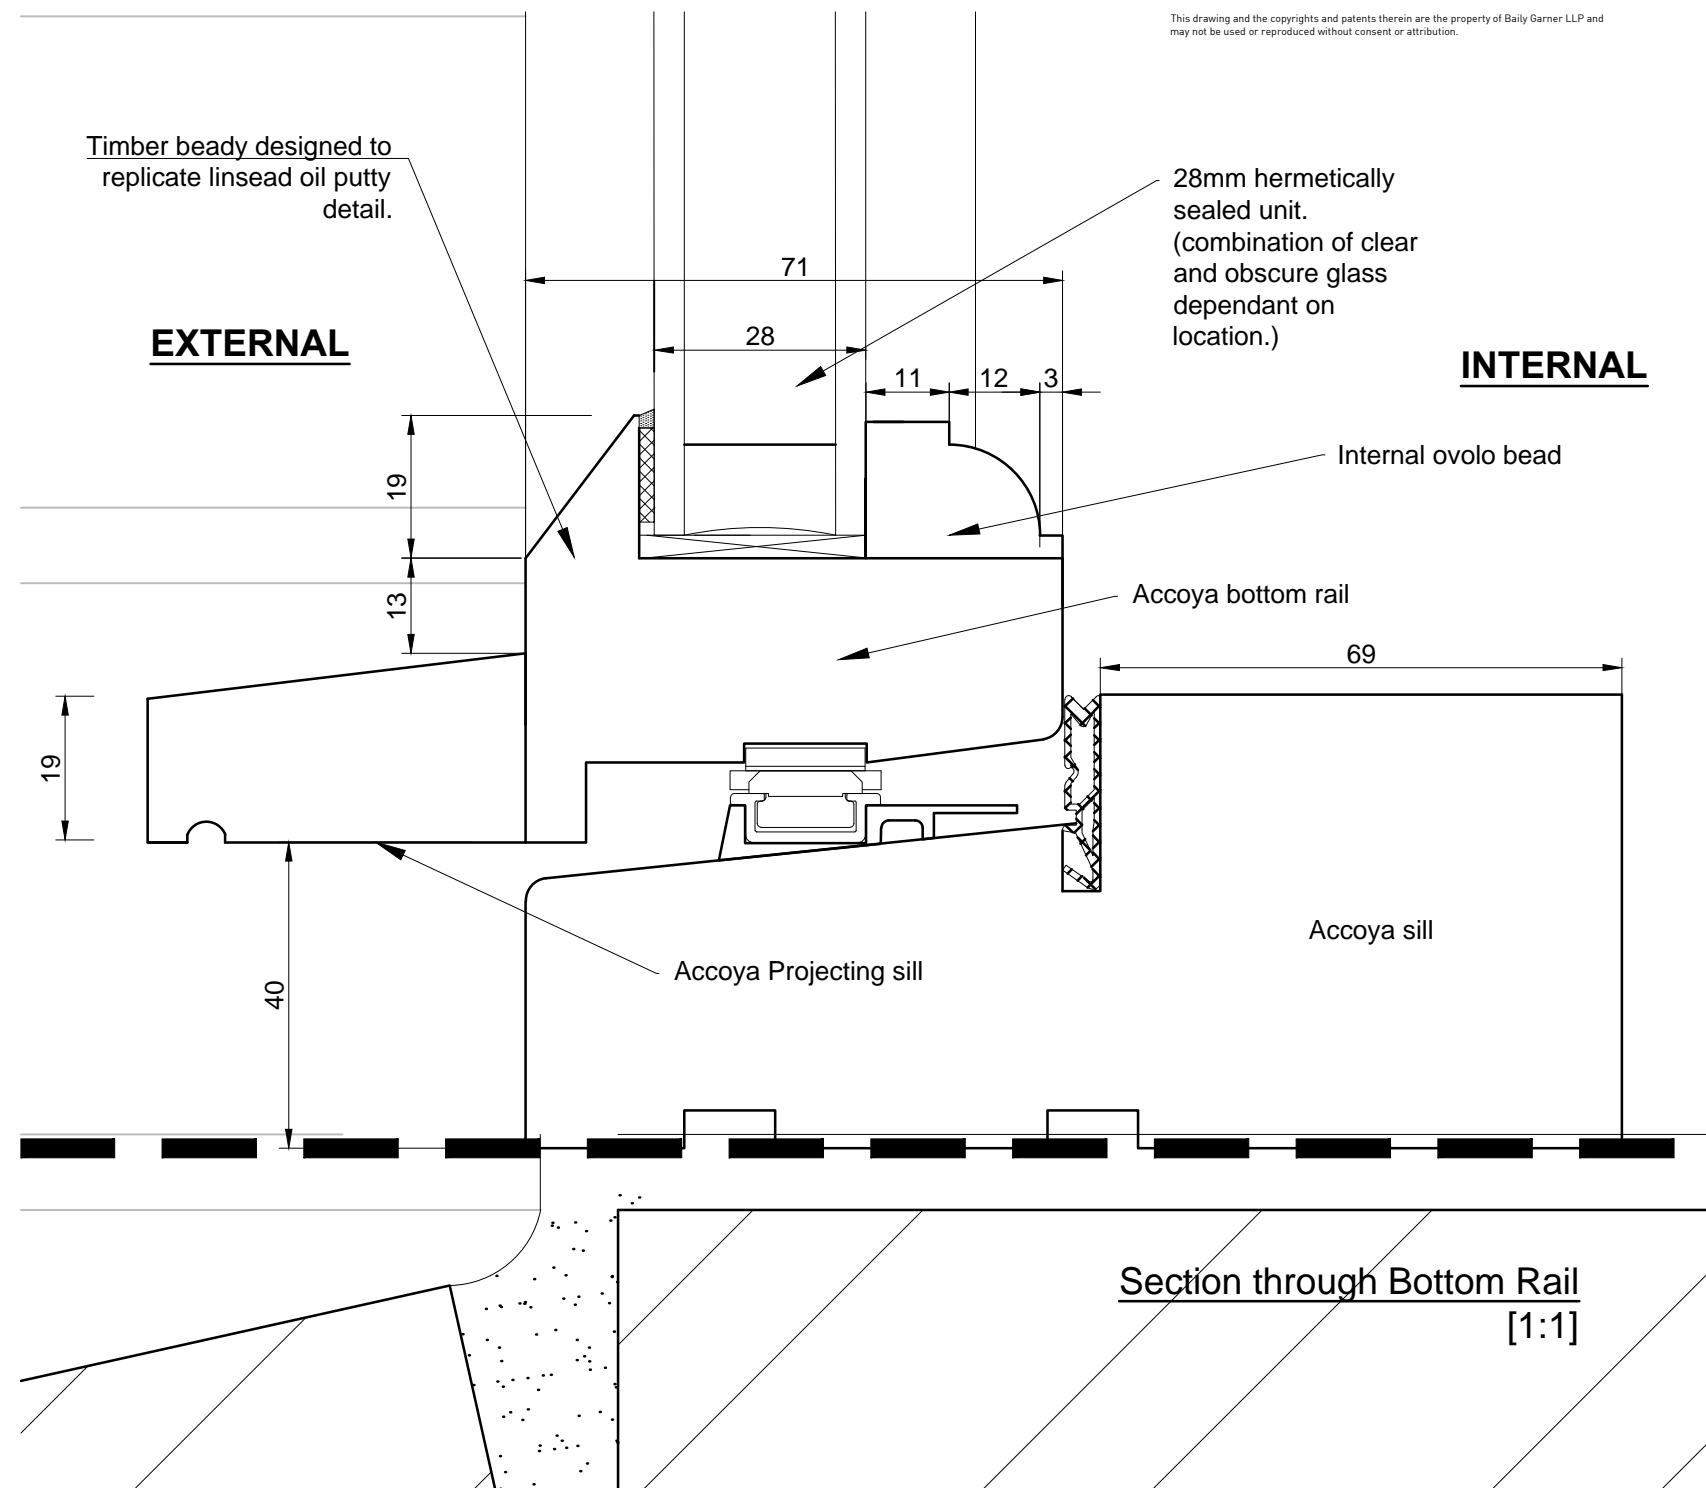 This drawing and the copyrights and patents therein are the property of Baily Garner LLP and
may not be used or reproduced without consent or attribution.
Timber beady designed to
replicate linsead oil putty
detail.
28mm hermetically
sealed unit.
(combination of clear
and obscure glass
dependant on
location.)
71
EXTERNAL
28
INTERNAL
11
12
3
19
Internal ovolo bead
13
Accoya bottom rail
69
19
Accoya sill
Accoya Projecting sill
40
Section through Bottom Rail
[1:1]